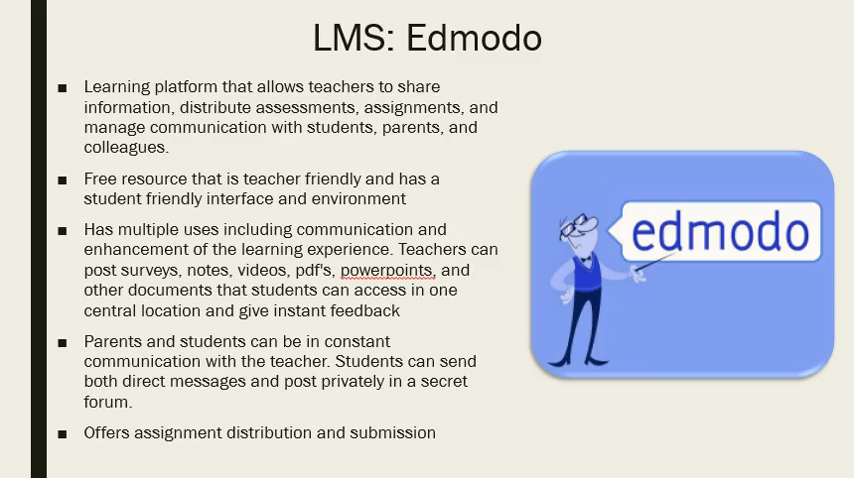 LMS: Edmodo
■ Learning platform that allows teachers to share
information, distribute assessments, assignments, and
manage communication with students, parents, and
colleagues.
■ Free resource that is teacher friendly and has a
student friendly interface and environment
■ Has multiple uses including communication and
enhancement of the learning experience. Teachers can
post surveys, notes, videos, pdf's, powerpoints, and
other documents that students can access in one
central location and give instant feedback
■ Parents and students can be in constant
communication with the teacher. Students can send
both direct messages and post privately in a secret
forum.
■ Offers assignment distribution and submission
edmodo